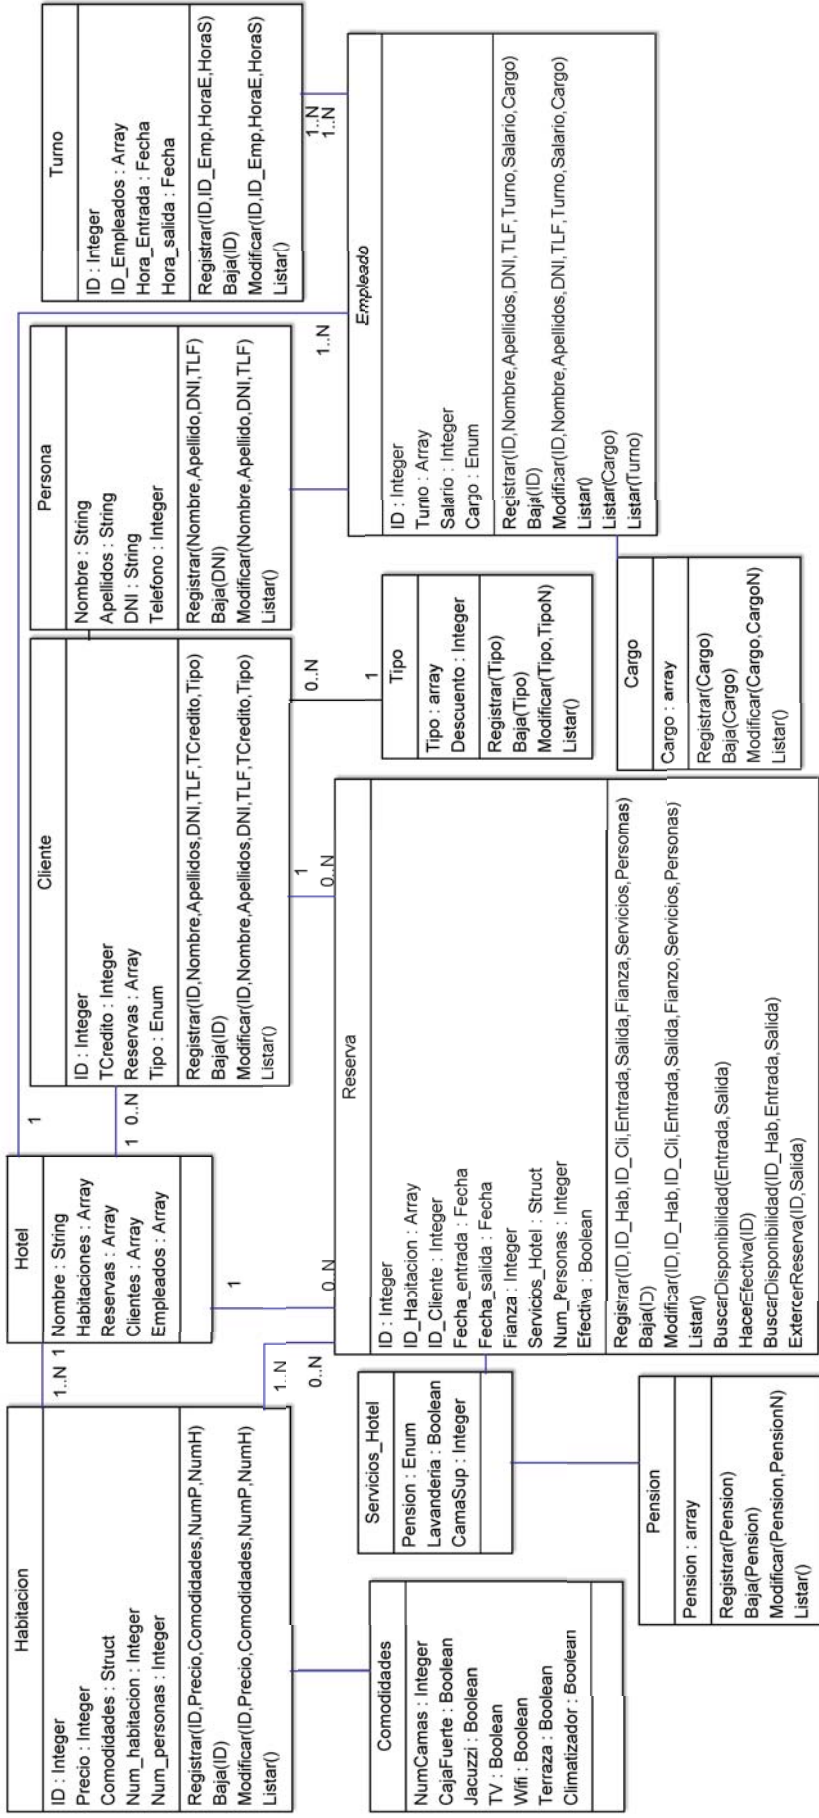 Habitacion
ID : Integer
Precio : Integer
Comodidades : Struct
Num_habitacion : Integer
Num_personas : Integer
Registrar(ID,Precio,Comodidades,NumP,NumH)
Baja(ID)
Modificar(ID,Precio,Comodidades,NumP,NumH)
Listar()
1..N
1
Hotel
Nombre : String
Habitaciones : Array
Reservas : Array
Clientes : Array
Empleados : Array
1
1
0..N
Cliente
ID : Integer
TCredito : Integer
Reservas : Array
Tipo : Enum
Registrar(ID,Nombre,Apellidos,DNI,TLF,TCredito,Tipo)
Baja(ID)
Modificar(ID,Nombre,Apellidos,DNI,TLF,TCredito,Tipo)
Listar()
Persona
Nombre : String
Apellidos : String
DNI : String
Telefono : Integer
Registrar(Nombre,Apellido,DNI,TLF)
Baja(DNI)
Modificar(Nombre,Apellido,DNI,TLF)
Listar()
Turno
ID : Integer
ID_Empleados : Array
Hora_Entrada : Fecha
Hora_salida : Fecha
Registrar(ID,ID_Emp,HoraE,HoraS)
Baja(ID)
Modificar(ID,ID_Emp,HoraE,HoraS)
Listar()
1..N
0..N
1
0..N
1
0..N
0..N
1
1..N
1..N
1..N
Comodidades
NumCamas : Integer
CajaFuerte : Boolean
Jacuzzi : Boolean
TV : Boolean
Wifi : Boolean
Terraza : Boolean
Climatizador : Boolean
Servicios_Hotel
Pension : Enum
Lavanderia : Boolean
CamaSup : Integer
Reserva
ID : Integer
ID_Habitacion : Array
ID_Cliente : Integer
Fecha_entrada : Fecha
Fecha_salida : Fecha
Fianza : Integer
Servicios_Hotel : Struct
Num_Personas : Integer
Efectiva : Boolean
Registrar(ID,ID_Hab,ID_Cli,Entrada,Salida,Fianza,Servicios,Personas)
Baja(ID)
Modificar(ID,ID_Hab,ID_Cli,Entrada,Salida,Fianzo,Servicios,Personas)
Listar()
BuscarDisponibilidad(Entrada,Salida)
HacerEfectiva(ID)
BuscarDisponibilidad(ID_Hab,Entrada,Salida)
ExtercerReserva(ID,Salida)
Tipo
Tipo : array
Descuento : Integer
Registrar(Tipo)
Baja(Tipo)
Modificar(Tipo,TipoN)
Listar()
Empleado
ID : Integer
Turno : Array
Salario : Integer
Cargo : Enum
Registrar(ID,Nombre,Apellidos,DNI,TLF,Turno,Salario,Cargo)
Baja(ID)
Modificar(ID,Nombre,Apellidos,DNI,TLF,Turno,Salario,Cargo)
Listar()
Listar(Cargo)
Listar(Turno)
Pension
Pension : array
Registrar(Pension)
Baja(Pension)
Modificar(Pension,PensionN)
Listar()
Cargo
Cargo : array
Registrar(Cargo)
Baja(Cargo)
Modificar(Cargo,CargoN)
Listar()